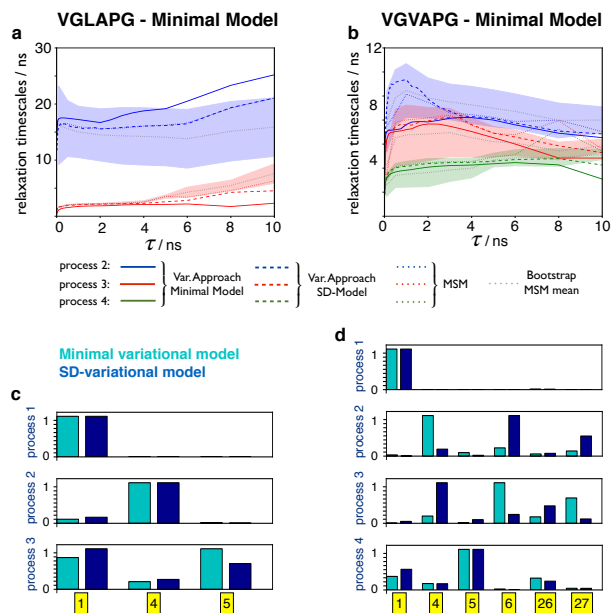 VGLAPG - Minimal Model
VGVAPG - Minimal Model
a
b
relaxation timescales / ns
30
20
10
0 2 4 6 8 10
τ / ns
relaxation timescales / ns
12
8
4
0 2 4 6 8 10
τ / ns
process 2:
process 3:
process 4:
Var. Approach
Minimal Model
Var. Approach
SD-Model
MSM
Bootstrap
MSM mean
Minimal variational model
SD-variational model
c
process 1
1
0
process 2
1
0
process 3
1
0
1 4 5
d
process 1
1
0
process 2
1
0
process 3
1
0
process 4
1
0
1 4 5 6 26 27